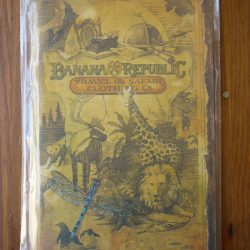 BANANA REPUBLIC
TRAVEL & SAFARI
CLOTHING CO